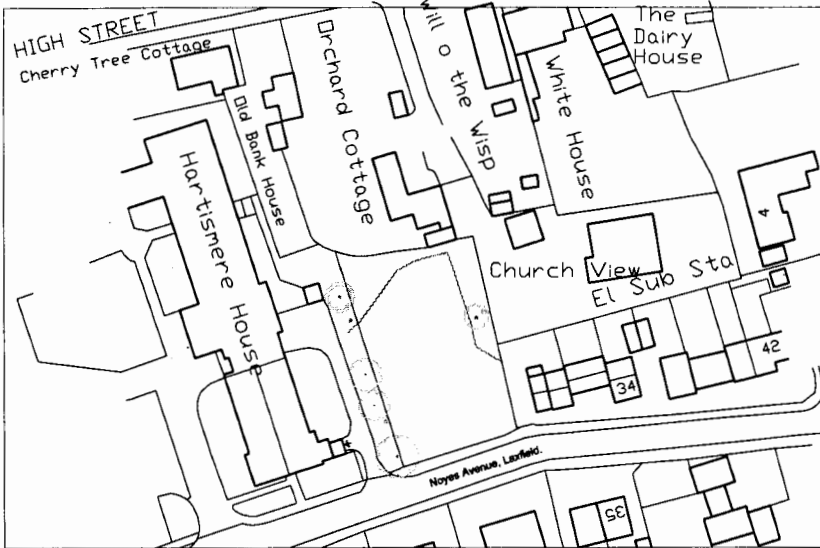 HIGH STREET
Cherry Tree Cottage
Old Bank House
Orchard Cottage
Will o the Wisp
White House
The
Dairy
House
Hartismere House
4
Church View
El Sub Sta
34
42
Noyes Avenue, Laxfield.
35